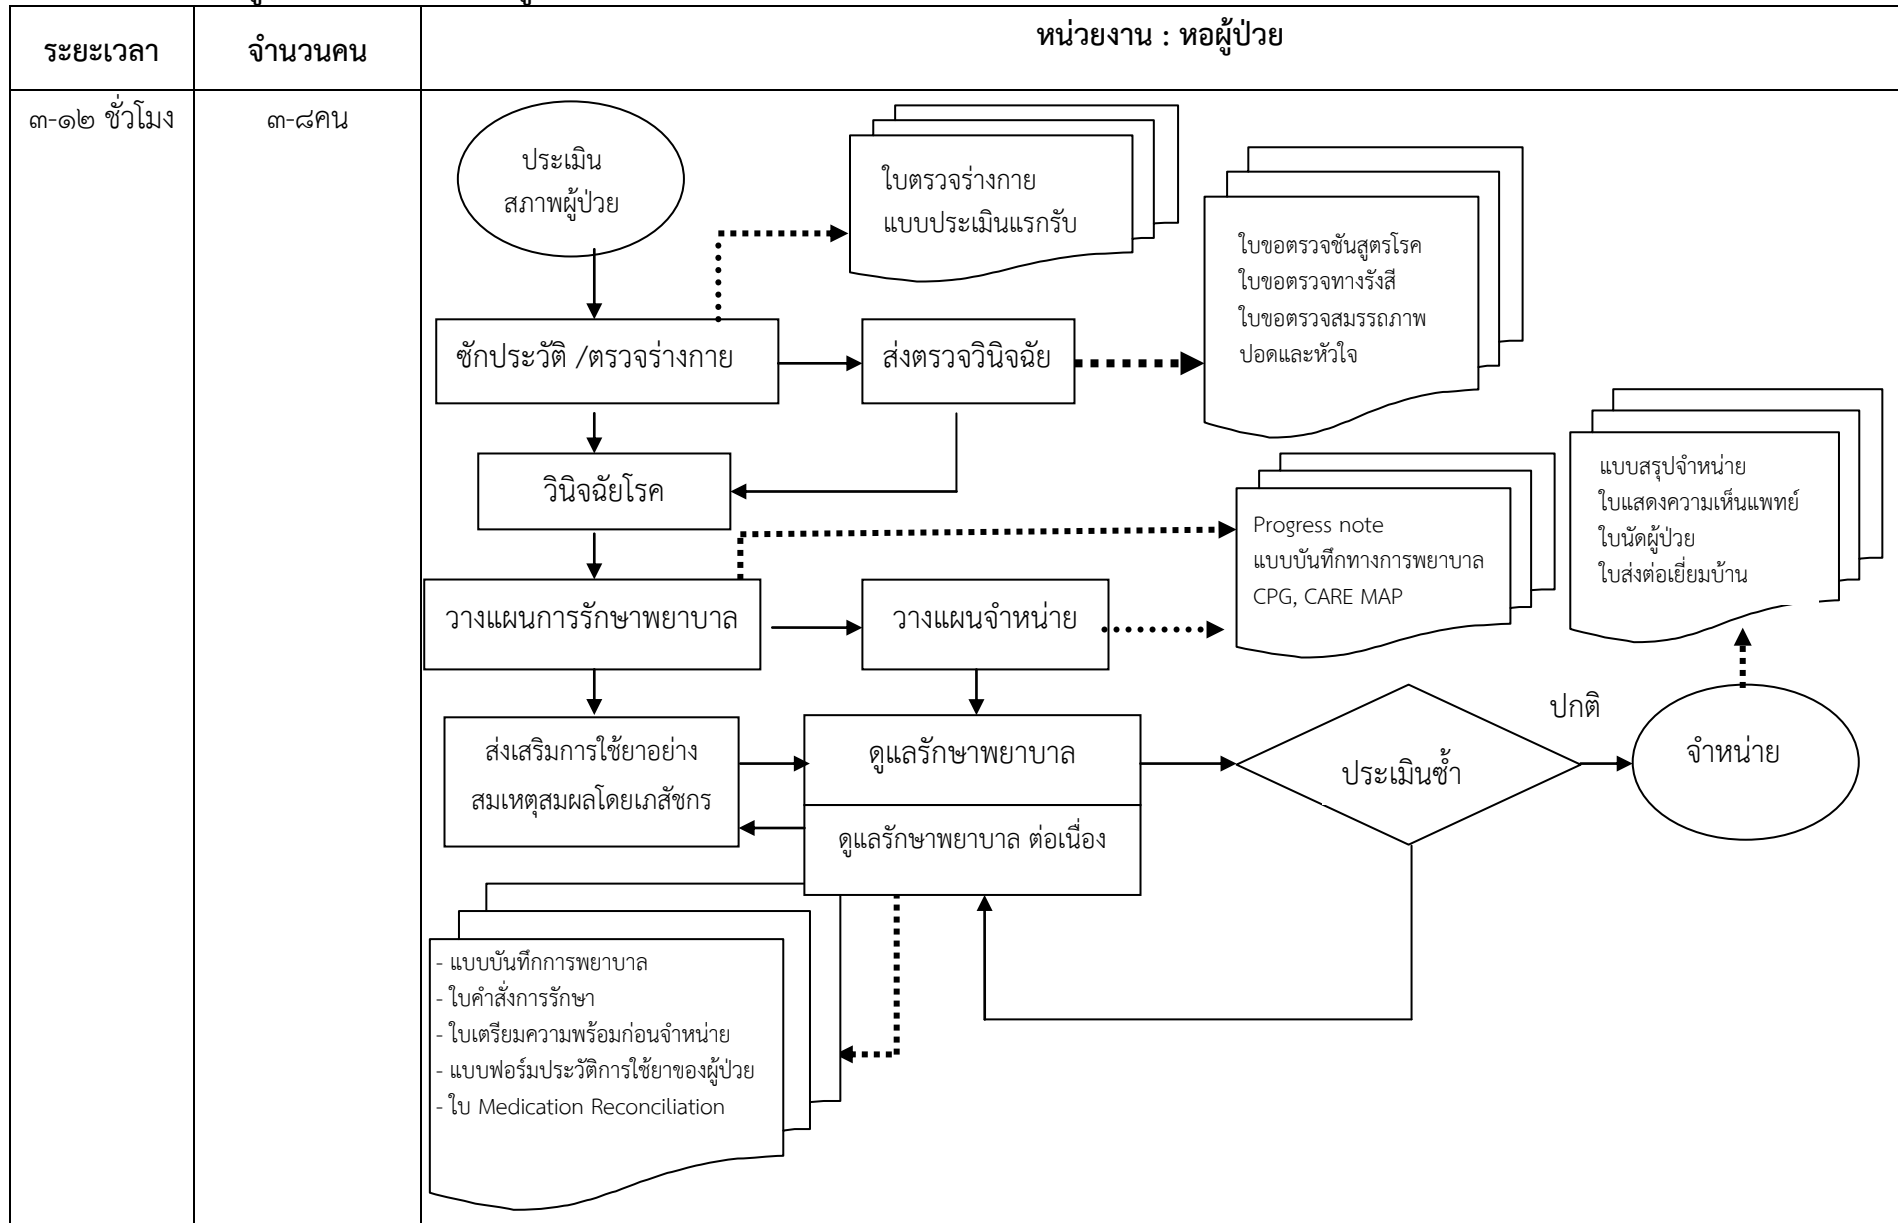 ระยะเวลา
จำนวนคน
หน่วยงาน : หอผู้ป่วย
๓-๑๒ ชั่วโมง
๓-๘คน
ประเมิน
สภาพผู้ป่วย
ใบตรวจร่างกาย
แบบประเมินแรกรับ
ใบขอตรวจชันสูตรโรค
ใบขอตรวจทางรังสี
ใบขอตรวจสมรรถภาพ
ปอดและหัวใจ
ซักประวัติ /ตรวจร่างกาย
ส่งตรวจวินิจฉัย
วินิจฉัยโรค
แบบสรุปจำหน่าย
ใบแสดงความเห็นแพทย์
ใบนัดผู้ป่วย
ใบส่งต่อเยี่ยมบ้าน
Progress note
แบบบันทึกทางการพยาบาล
CPG, CARE MAP
วางแผนการรักษาพยาบาล
วางแผนจำหน่าย
ส่งเสริมการใช้ยาอย่าง
สมเหตุสมผลโดยเภสัชกร
ดูแลรักษาพยาบาล
ดูแลรักษาพยาบาล ต่อเนื่อง
ประเมินซ้ำ
ปกติ
จำหน่าย
- แบบบันทึกการพยาบาล
- ใบคำสั่งการรักษา
- ใบเตรียมความพร้อมก่อนจำหน่าย
- แบบฟอร์มประวัติการใช้ยาของผู้ป่วย
- ใบ Medication Reconciliation